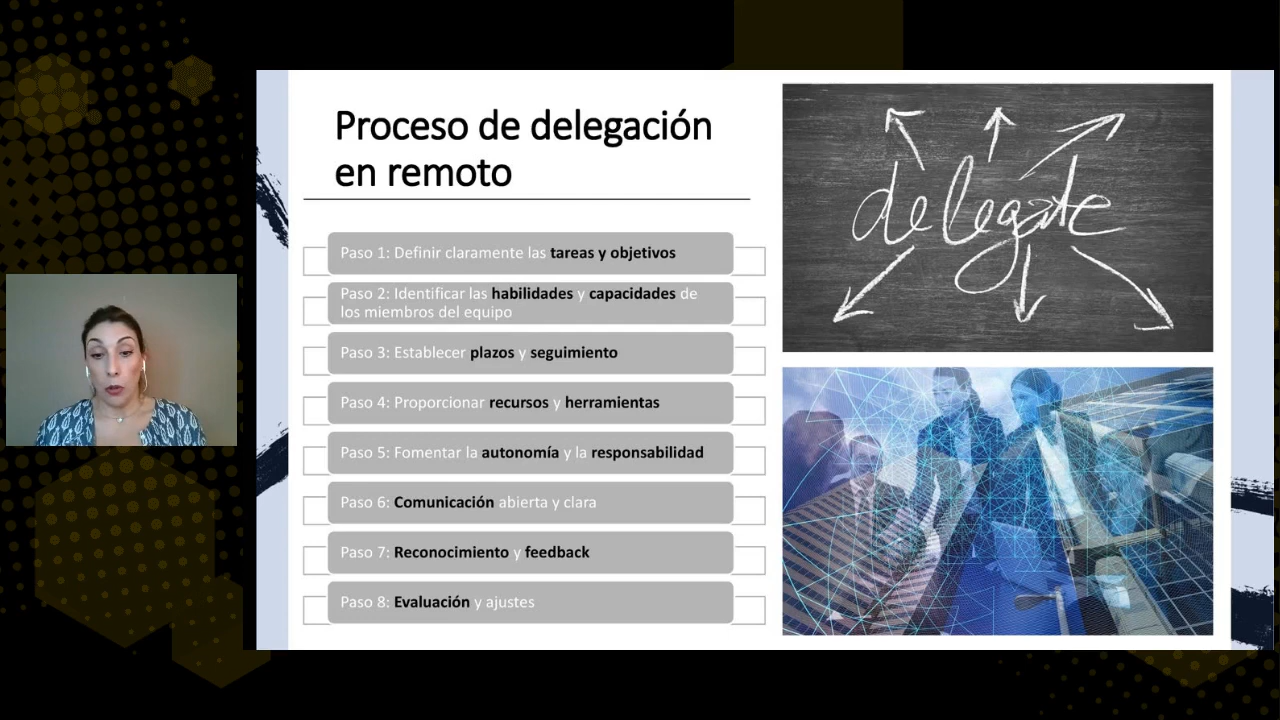 Proceso de delegación
en remoto
Paso 1: Definir claramente las tareas y objetivos
Paso 2: Identificar las habilidades y capacidades de
los miembros del equipo
Paso 3: Establecer plazos y seguimiento
Paso 4: Proporcionar recursos y herramientas
Paso 5: Fomentar la autonomía y la responsabilidad
Paso 6: Comunicación abierta y clara
Paso 7: Reconocimiento y feedback
Paso 8: Evaluación y ajustes
delegate